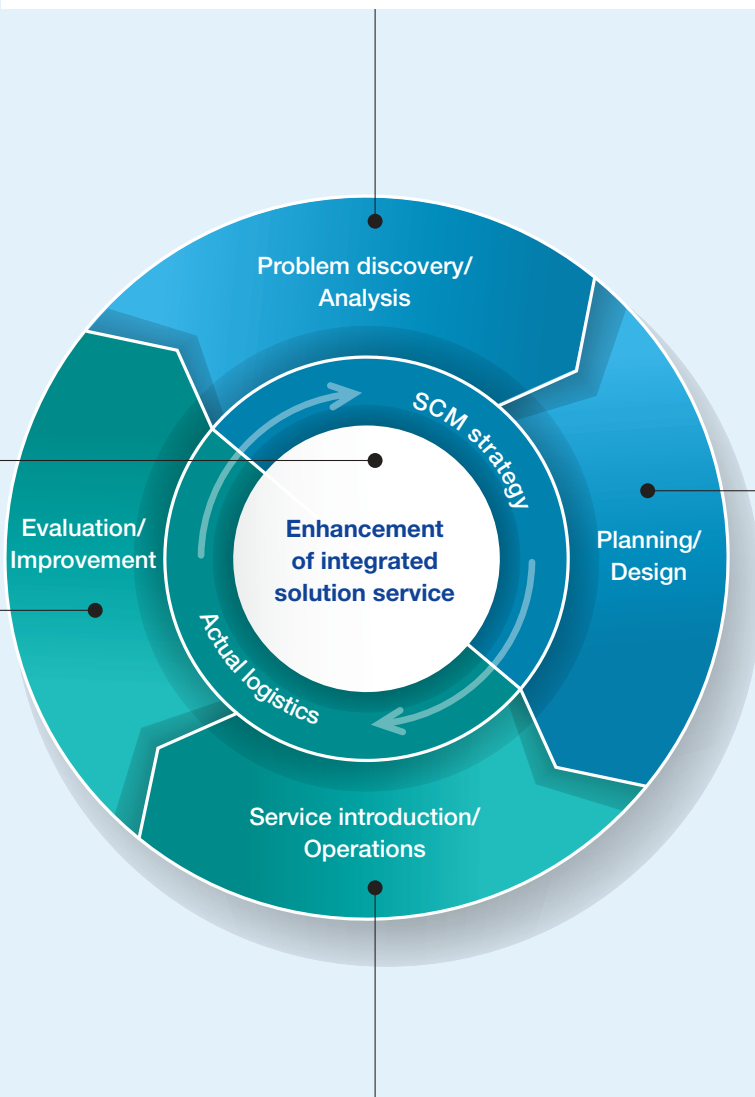 Problem discovery/
Analysis
SCM strategy
Planning/
Design
Enhancement
of integrated
solution service
Evaluation/
Improvement
Actual logistics
Service introduction/
Operations